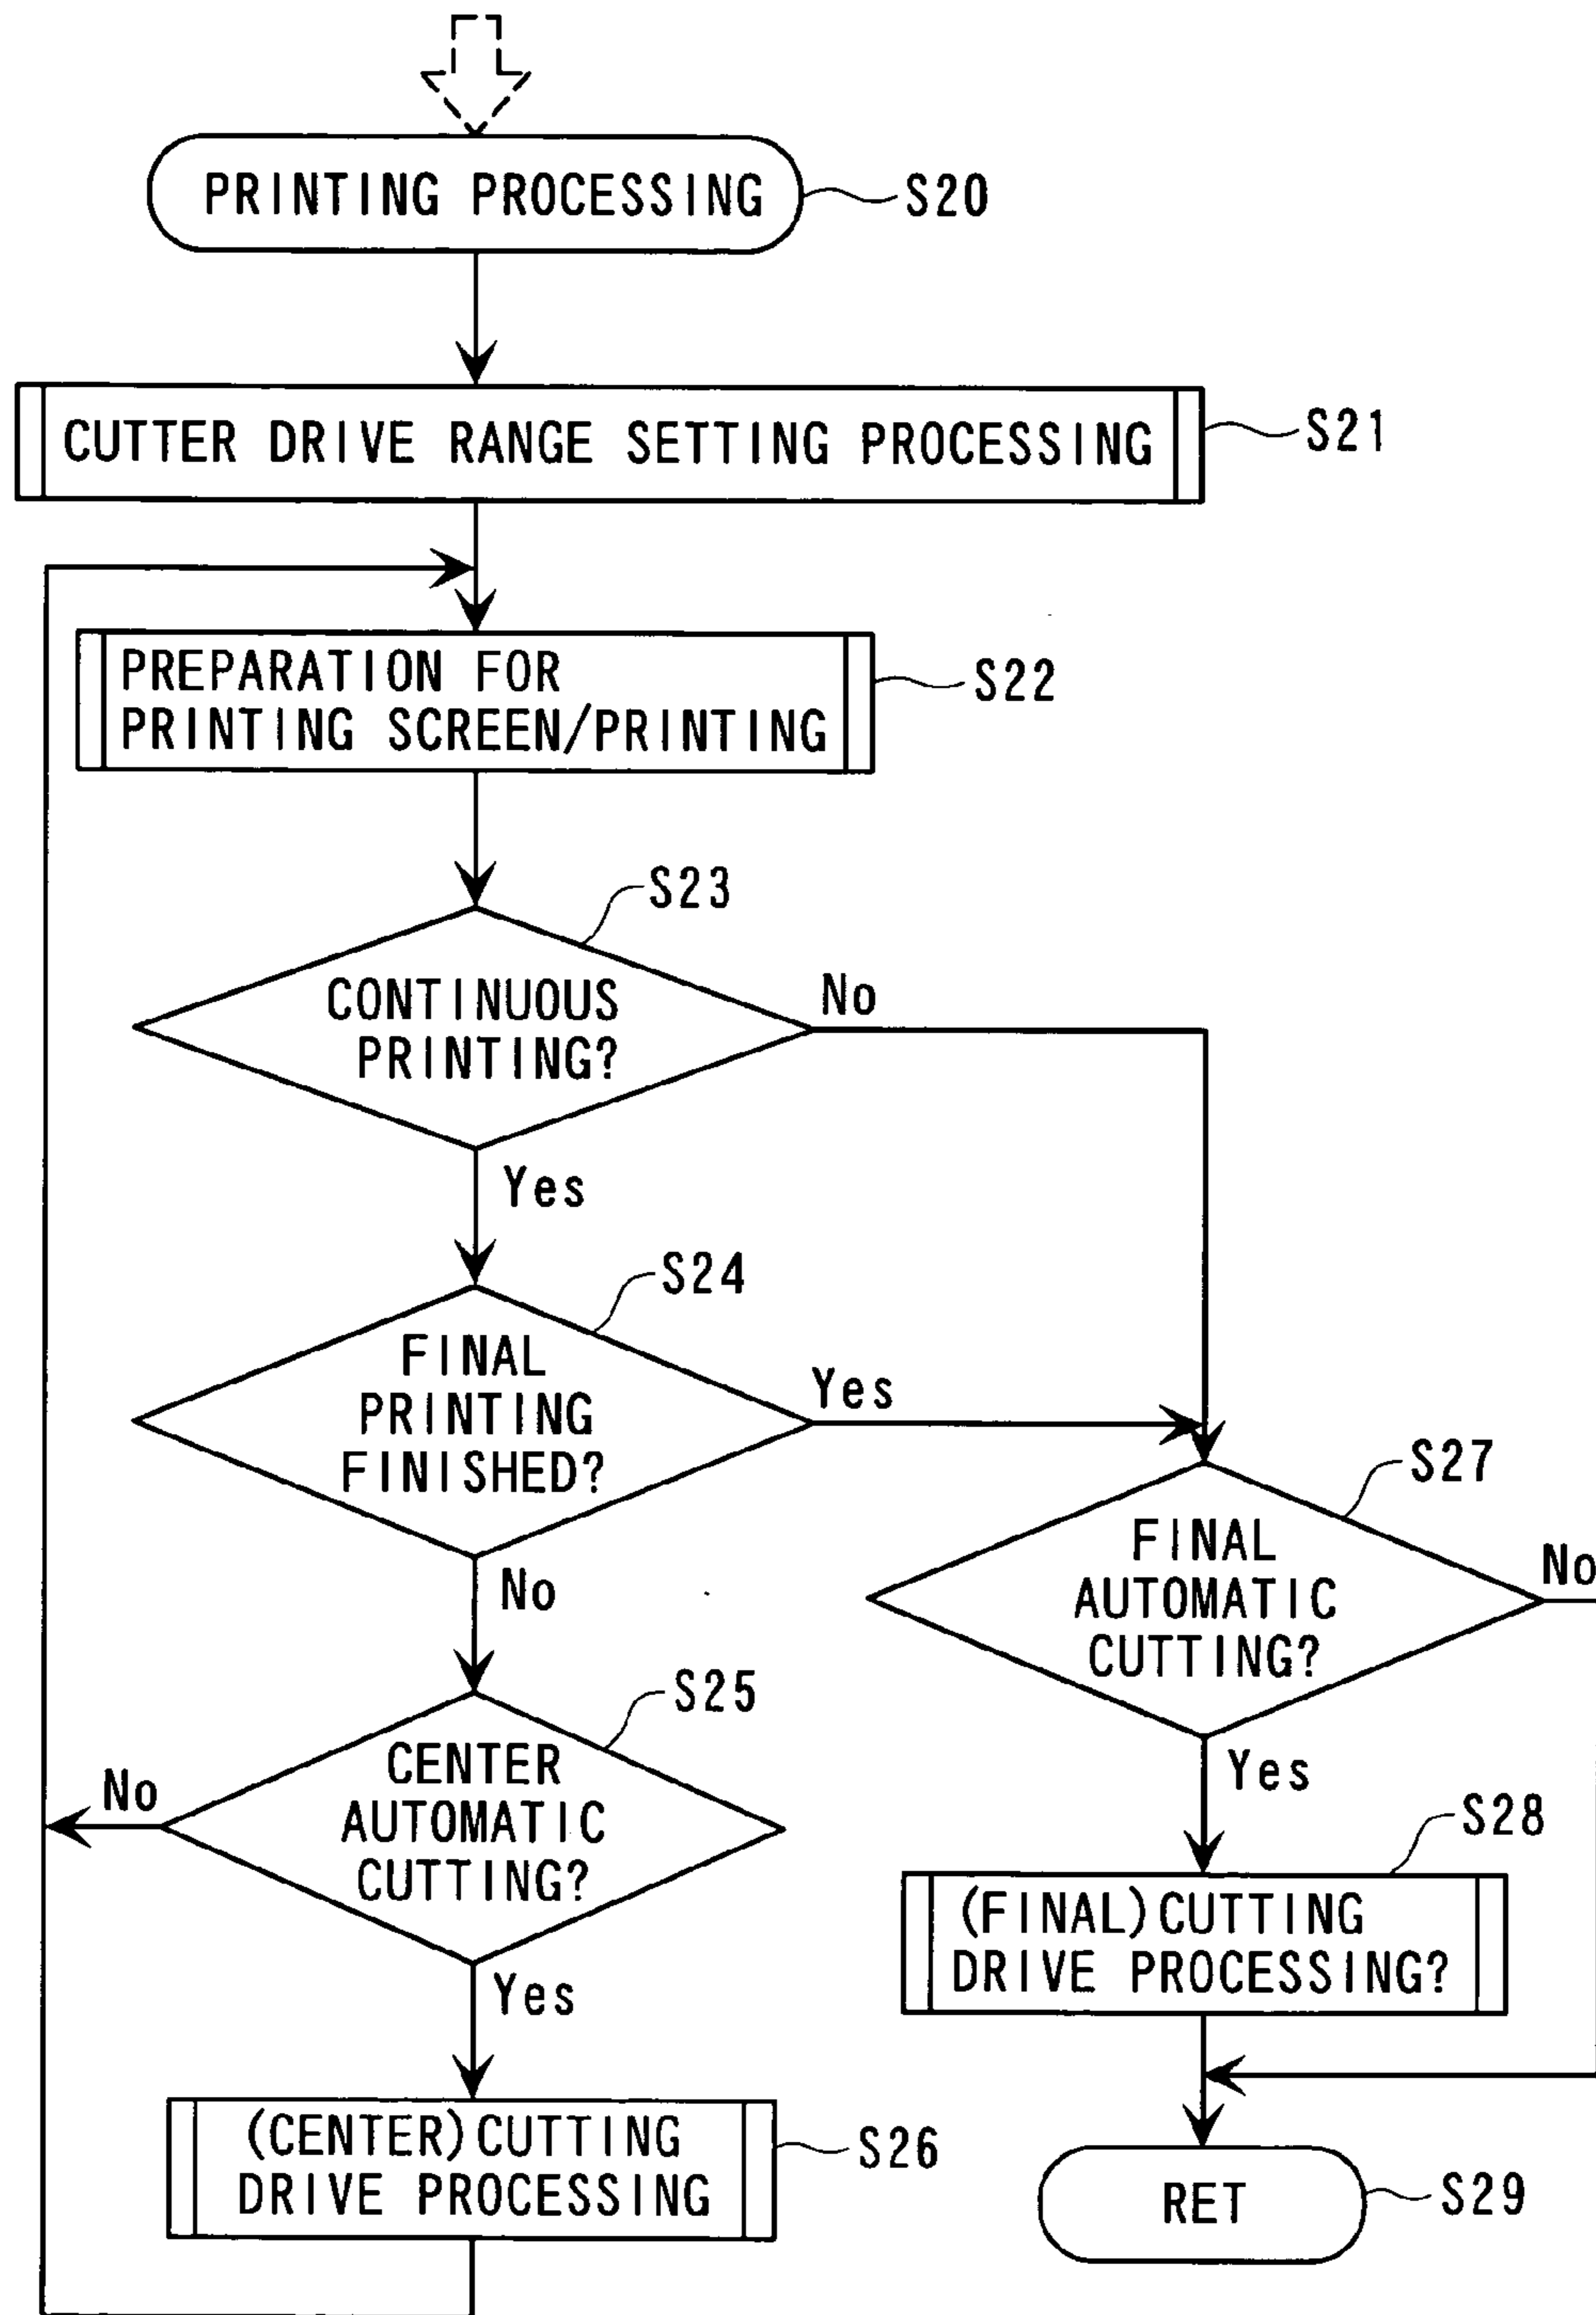 PRINTING PROCESSING
S20
CUTTER DRIVE RANGE SETTING PROCESSING
S21
PREPARATION FOR
PRINTING SCREEN/PRINTING
S22
S23
CONTINUOUS
PRINTING?
No
Yes
S24
FINAL
PRINTING
FINISHED?
Yes
No
S27
FINAL
AUTOMATIC
CUTTING?
No
Yes
S25
CENTER
AUTOMATIC
CUTTING?
No
Yes
S28
(FINAL)CUTTING
DRIVE PROCESSING?
(CENTER)CUTTING
DRIVE PROCESSING
S26
RET
S29